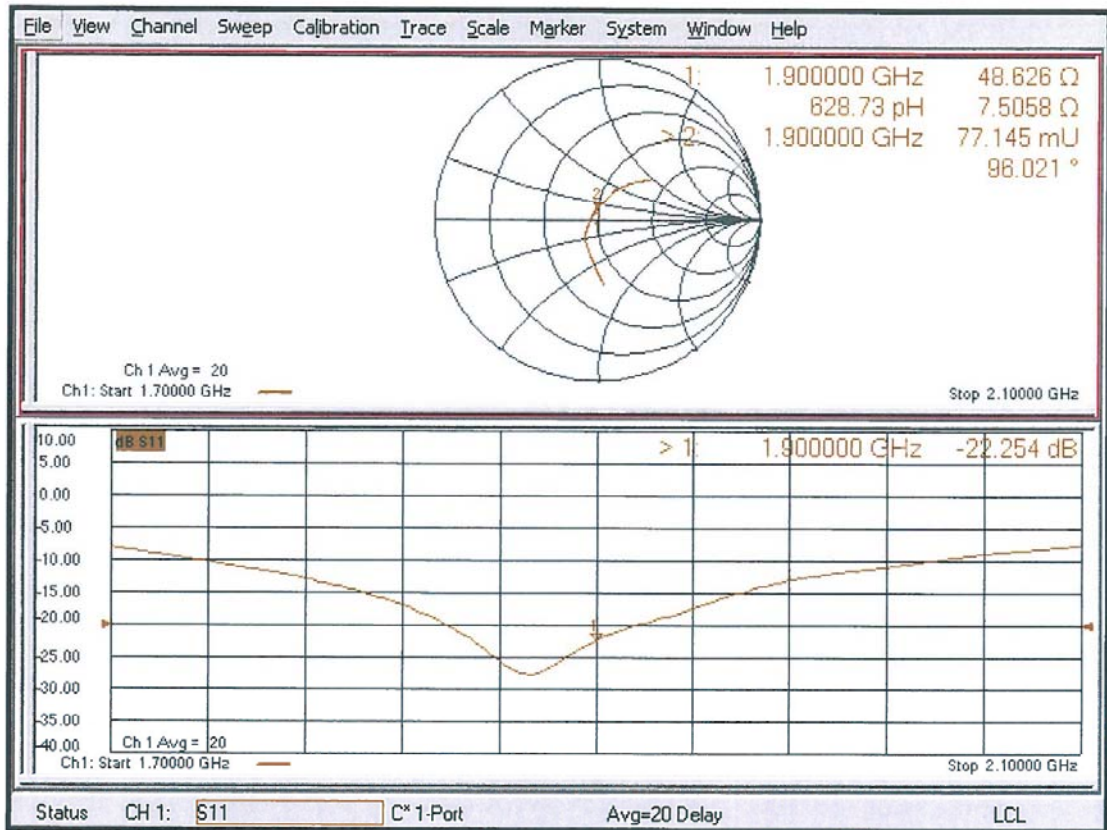 File View Channel Sweep Calibration Trace Scale Marker System Window Help
1: 1.900000 GHz 48.626 Ω
628.73 pH 7.5058 Ω
> 2: 1.900000 GHz 77.145 mU
96.021 °
2
Ch 1 Avg = 20
Ch1: Start 1.70000 GHz Stop 2.10000 GHz
10.00 dB S11 > 1: 1.900000 GHz -22.254 dB
5.00
0.00
-5.00
-10.00
-15.00
-20.00
1
-25.00
-30.00
-35.00
-40.00 Ch 1 Avg = 20
Ch1: Start 1.70000 GHz Stop 2.10000 GHz
Status CH 1: S11 C* 1-Port Avg=20 Delay LCL